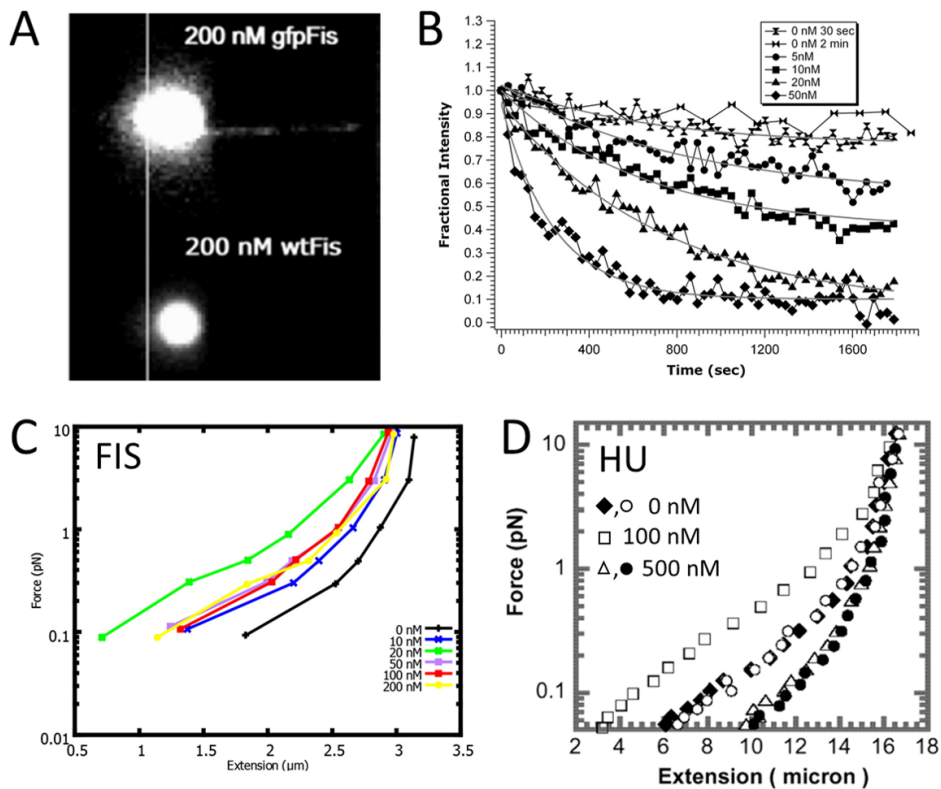 A
200 nM gfpFis
200 nM wtFis
B
1.3
1.2
1.1
1.0
0.9
0.8
0.7
0.6
0.5
0.4
0.3
0.2
0.1
0.0
Fractional Intensity
0 nM 30 sec
0 nM 2 min
5nM
10nM
20nM
50nM
0 400 800 1200 1600
Time (sec)
C
FIS
10
1
0.1
0.01
Force (pN)
0 nM
10 nM
20 nM
50 nM
100 nM
200 nM
0.5 1 1.5 2 2.5 3 3.5
Extension (μm)
D
HU
10
1
0.1
Force (pN)
, 0 nM
100 nM
, 500 nM
2 4 6 8 10 12 14 16 18
Extension ( micron )